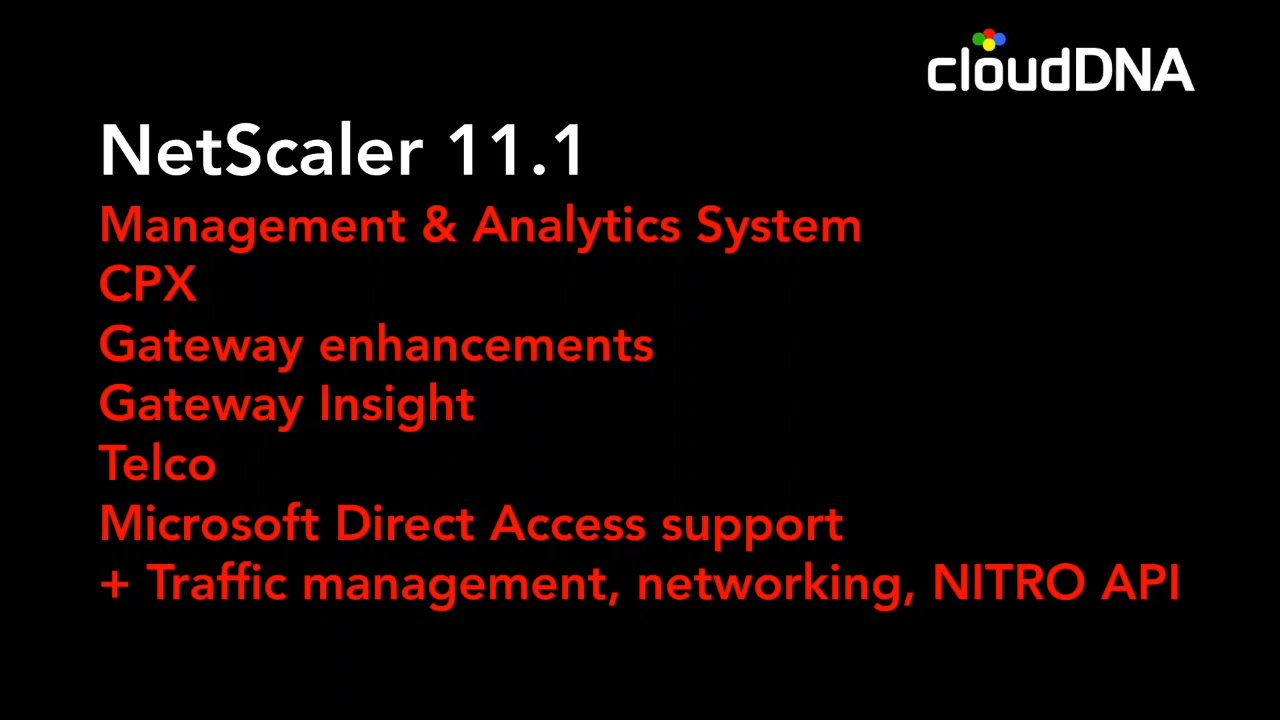 cloudDNA
NetScaler 11.1
Management & Analytics System
CPX
Gateway enhancements
Gateway Insight
Telco
Microsoft Direct Access support
+ Traffic management, networking, NITRO API